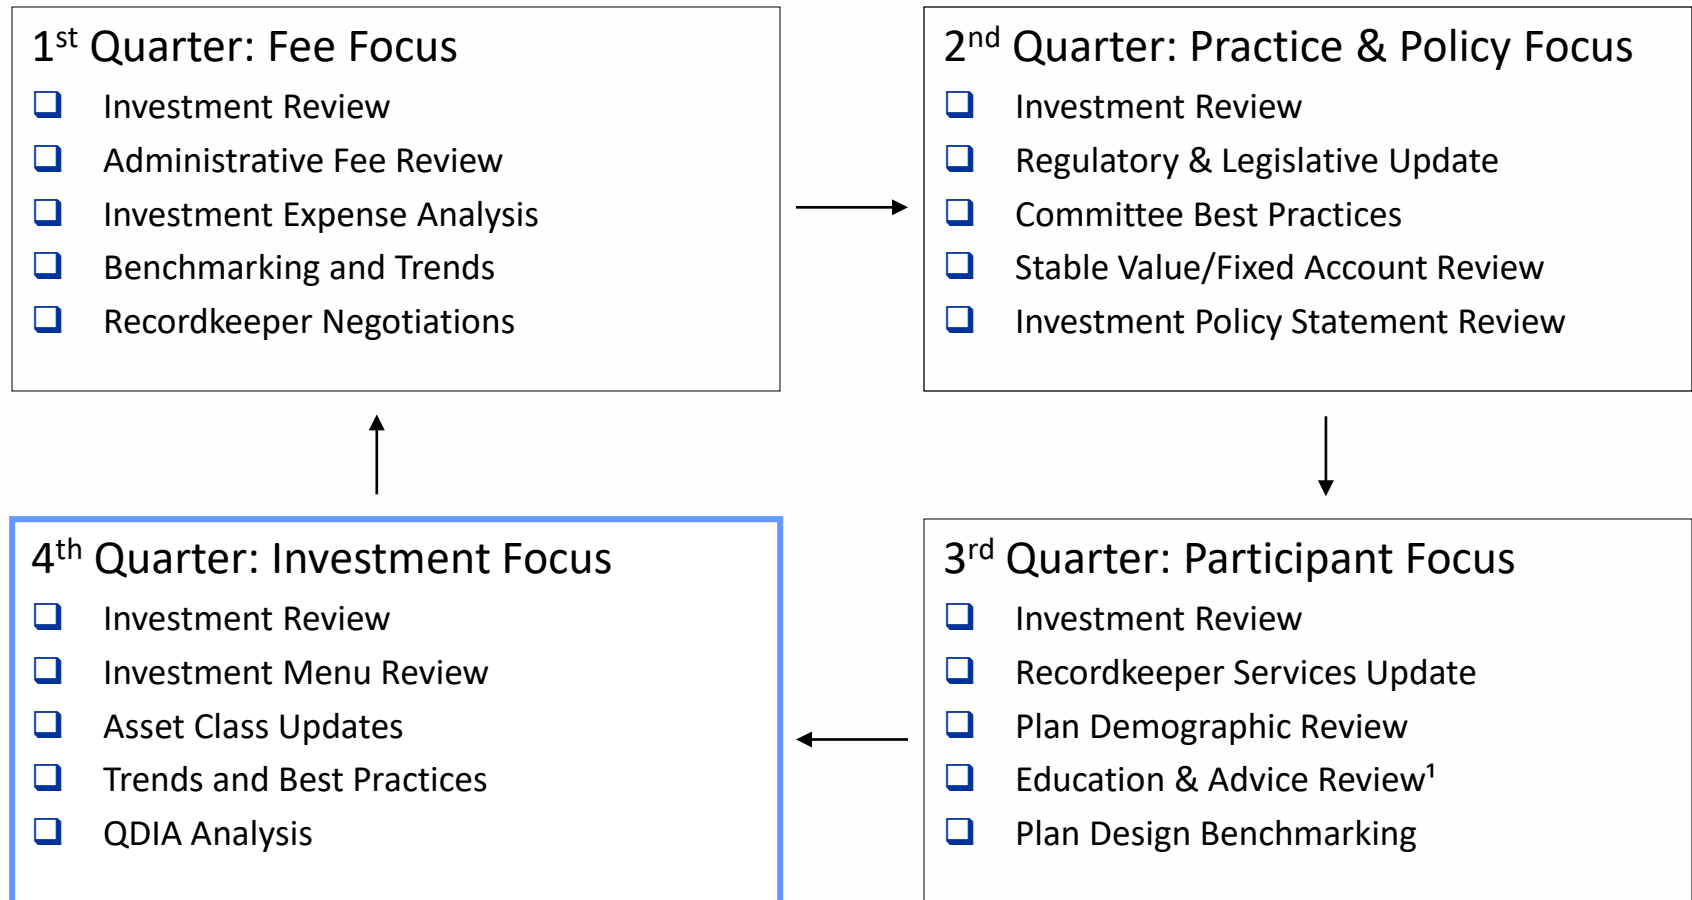 1st Quarter: Fee Focus
Investment Review
Administrative Fee Review
Investment Expense Analysis
Benchmarking and Trends
Recordkeeper Negotiations
2nd Quarter: Practice & Policy Focus
Investment Review
Regulatory & Legislative Update
Committee Best Practices
Stable Value/Fixed Account Review
Investment Policy Statement Review
4th Quarter: Investment Focus
Investment Review
Investment Menu Review
Asset Class Updates
Trends and Best Practices
QDIA Analysis
3rd Quarter: Participant Focus
Investment Review
Recordkeeper Services Update
Plan Demographic Review
Education & Advice Review¹
Plan Design Benchmarking